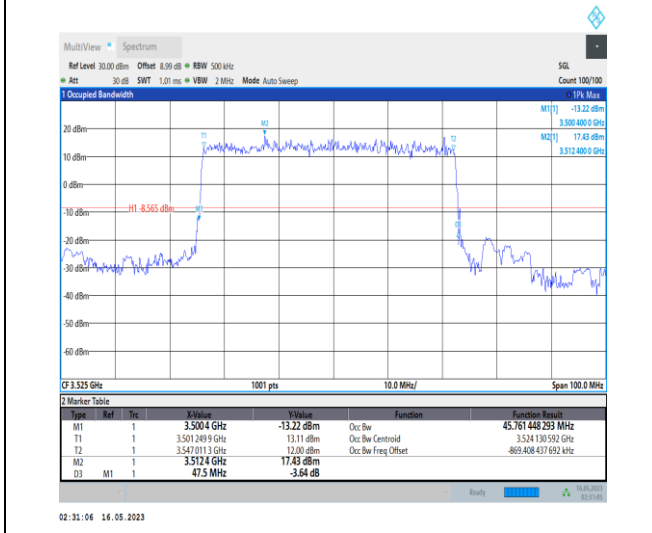 MultiView Spectrum
Ref Level 30.00 dBm Offset 8.99 dB RBW 500 kHz SGL
Att 30 dB SWT 1.01 ms VBW 2 MHz Mode Auto Sweep Count 100/100
1 Occupied Bandwidth 1Pk Max
M1[1] -13.22 dBm
3.500 400 0 GHz
M2[1] 17.43 dBm
3.512 400 0 GHz
M2
20 dBm
T1 T2
10 dBm
0 dBm
H1 -8.565 dBm M1
-10 dBm
D3
-20 dBm
-30 dBm
-40 dBm
-50 dBm
-60 dBm
CF 3.525 GHz 1001 pts 10.0 MHz/ Span 100.0 MHz
2 Marker Table
Type Ref Trc X-Value Y-Value Function Function Result
M1 1 3.500 4 GHz -13.22 dBm Occ Bw 45.761 448 293 MHz
T1 1 3.501 249 9 GHz 13.11 dBm Occ Bw Centroid 3.524 130 592 GHz
T2 1 3.547 011 3 GHz 12.00 dBm Occ Bw Freq Offset -869.408 437 692 kHz
M2 1 3.512 4 GHz 17.43 dBm
D3 M1 1 47.5 MHz -3.64 dB
Ready 16.05.2023
02:31:05
02:31:06 16.05.2023